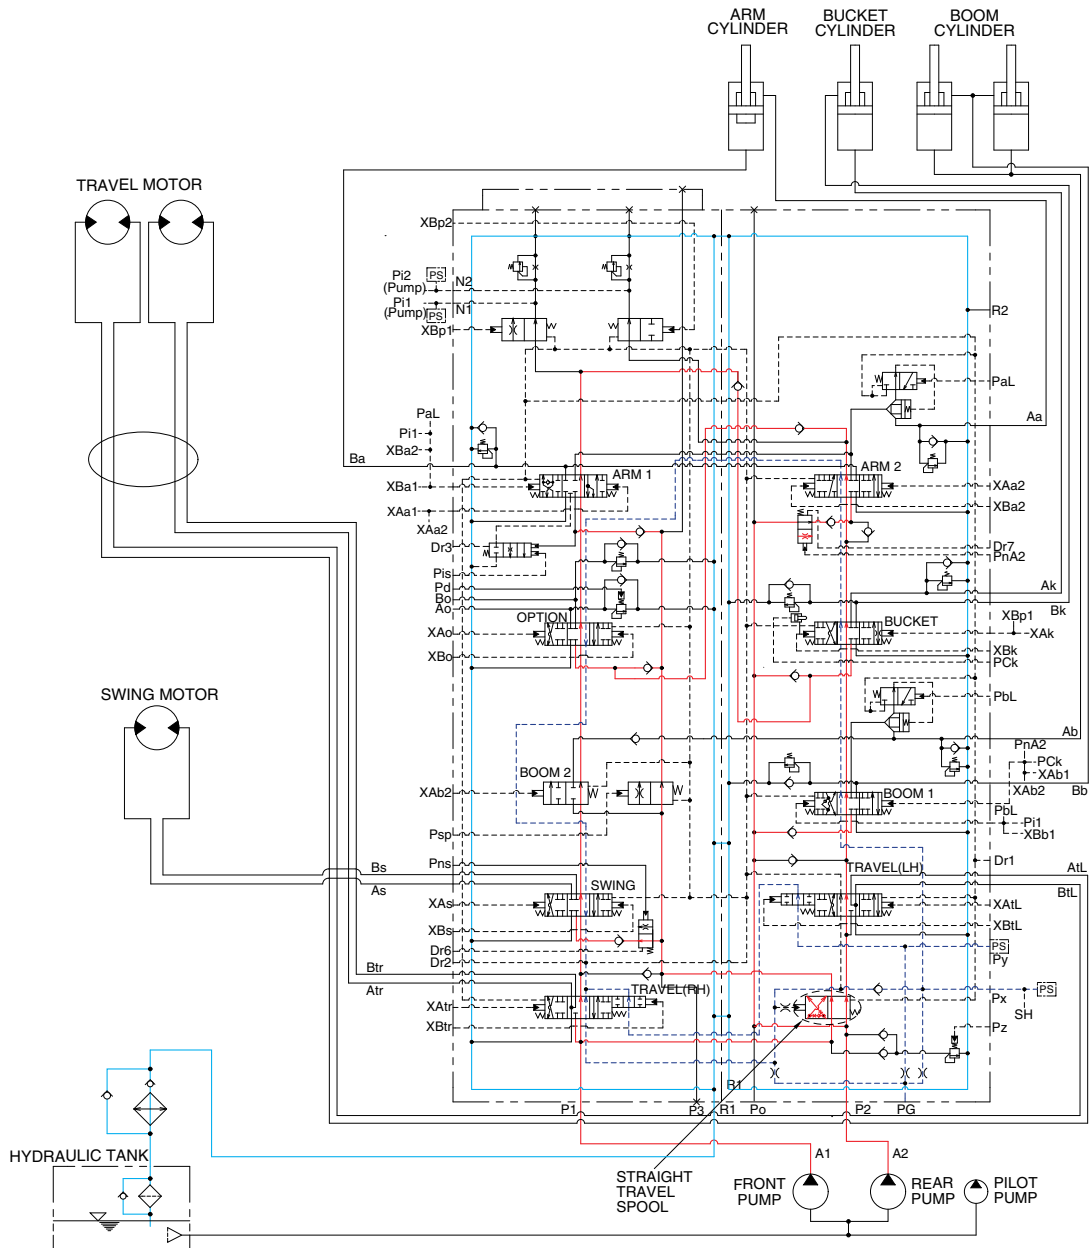 ARM
CYLINDER
BUCKET
CYLINDER
BOOM
CYLINDER
TRAVEL MOTOR
XBp2
Pi2
(Pump)
PS
N2
Pi1
(Pump)
PS
N1
XBp1
R2
PaL
Aa
PaL
Pi1
XBa2
Ba
XBa1
ARM 1
ARM 2
XAa2
XAa1
XBa2
XAa2
Dr3
Dr7
PnA2
Pis
Pd
Bo
Ao
Ak
Bk
OPTION
XAo
BUCKET
XBp1
XAk
XBo
XBk
PCk
SWING MOTOR
PbL
Ab
PnA2
PCk
XAb1
XAb2
Bb
BOOM 2
XAb2
BOOM 1
PbL
Pi1
XBb1
Psp
Pns
Dr1
Bs
As
TRAVEL(LH)
AtL
BtL
SWING
XAs
XAtL
XBs
XBtL
Dr6
Dr2
PS
Py
Btr
Atr
TRAVEL(RH)
PS
XAtr
Px
SH
XBtr
Pz
R1
P1
P3
R1
Po
P2
PG
HYDRAULIC TANK
A1
A2
STRAIGHT
TRAVEL
SPOOL
FRONT
PUMP
REAR
PUMP
PILOT
PUMP